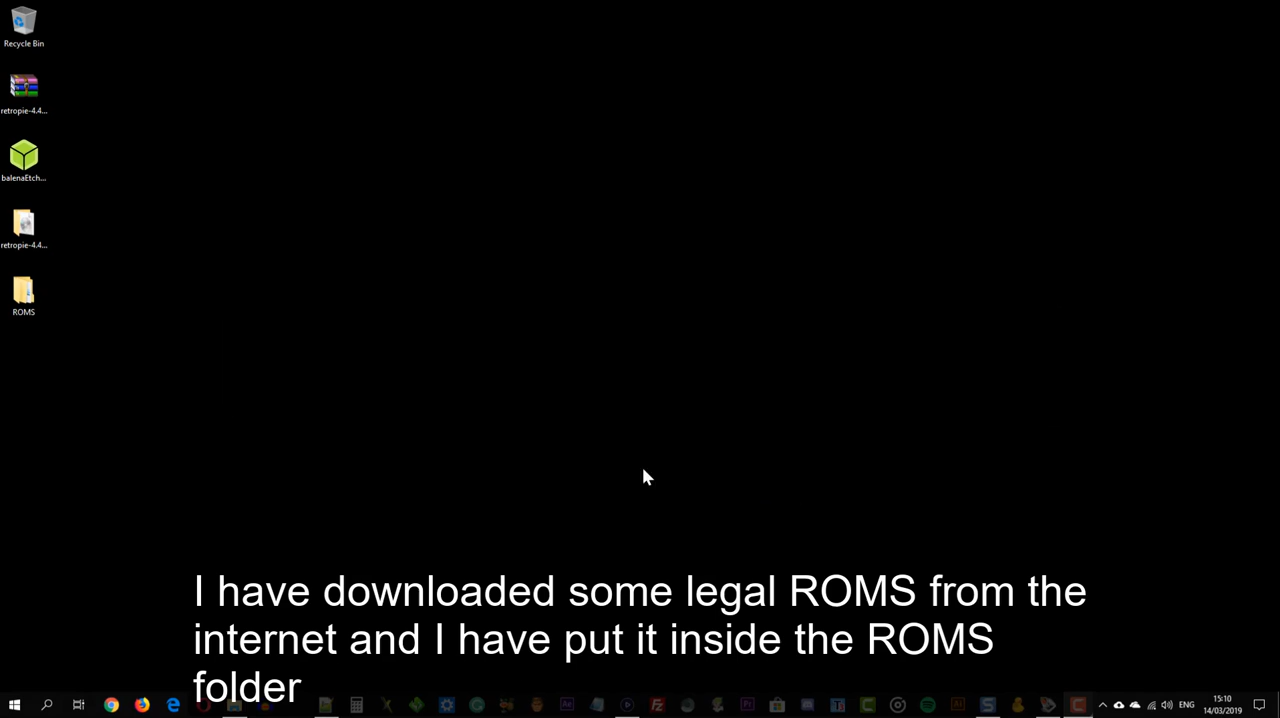 Recycle Bin
retropie-4.4...
balenaEtch...
retropie-4.4...
ROMS
I have downloaded some legal ROMS from the
internet and I have put it inside the ROMS
folder
ENG
15:10
14/03/2019